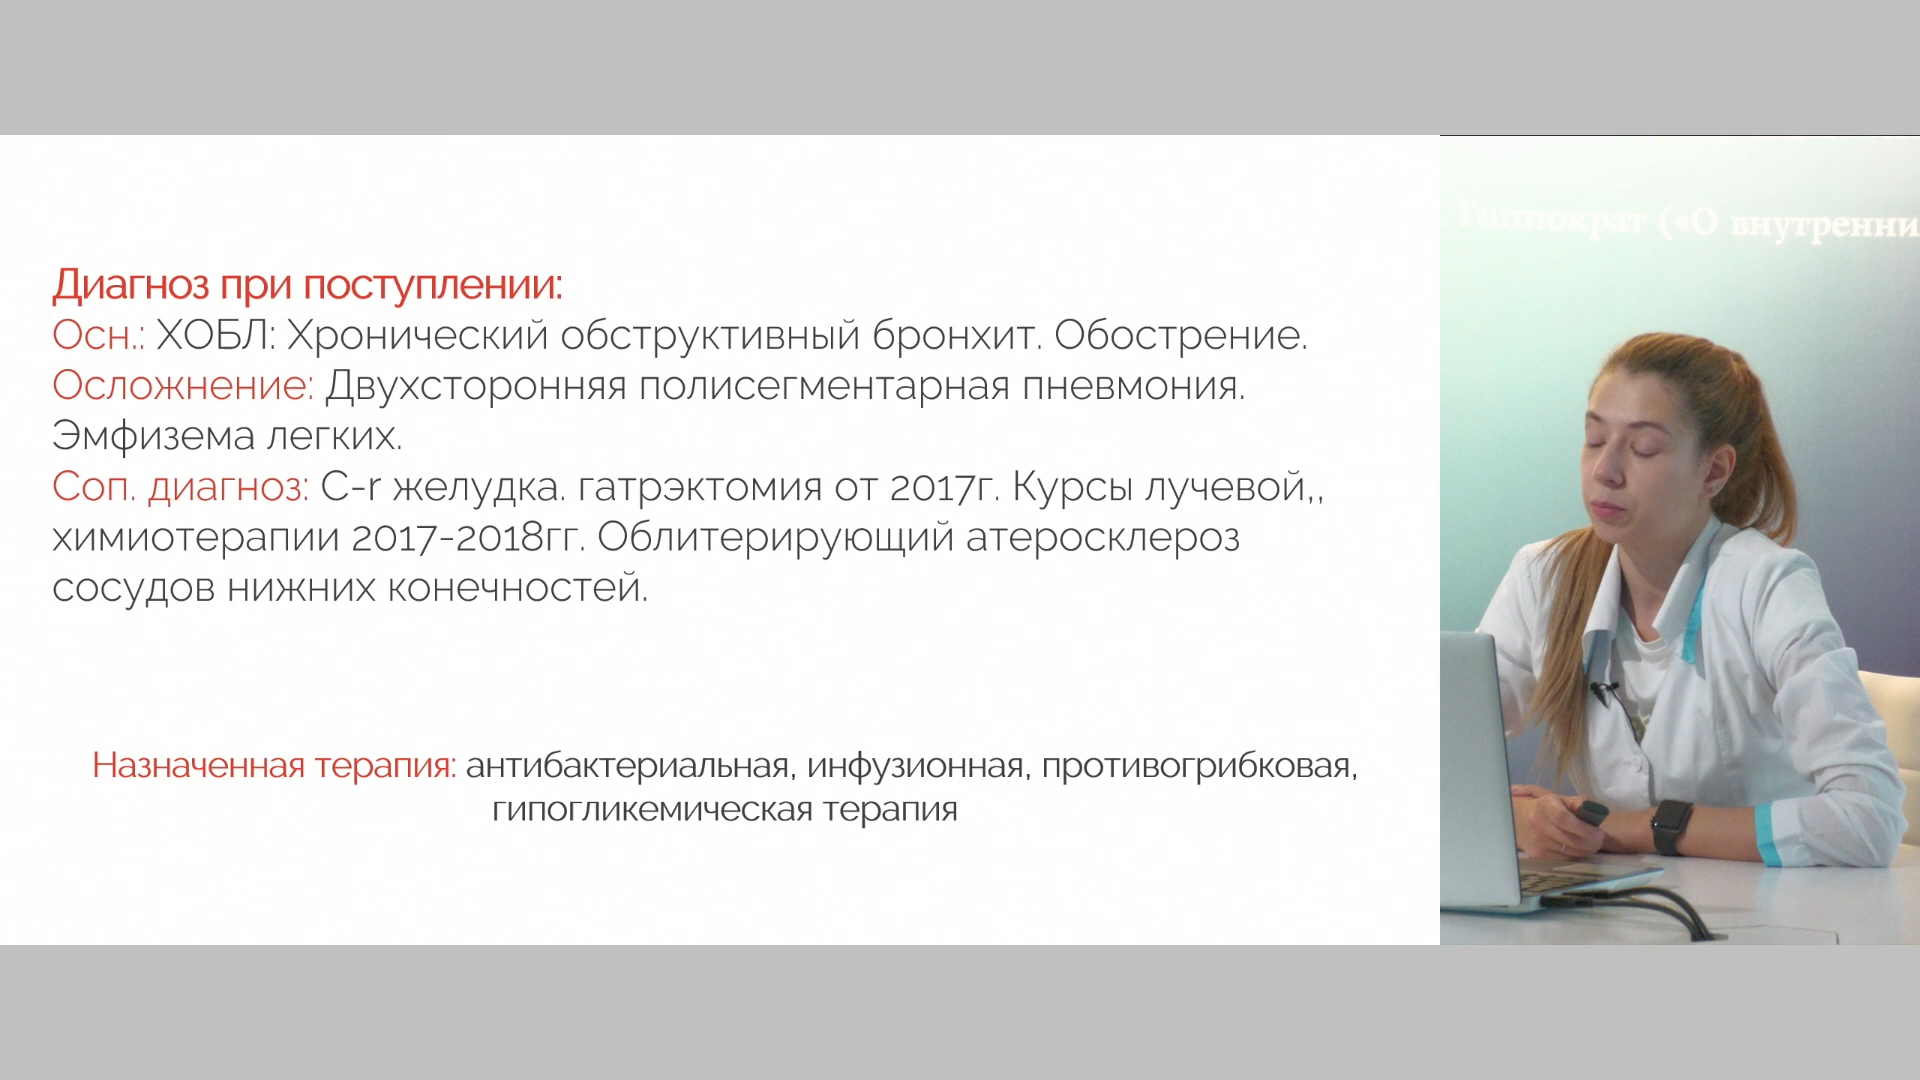 Гиппократ («О внутренни
Диагноз при поступлении:
Осн.: ХОБЛ: Хронический обструктивный бронхит. Обострение.
Осложнение: Двухсторонняя полисегментарная пневмония.
Эмфизема легких.
Соп. диагноз: С-r желудка. гатрэктомия от 2017г. Курсы лучевой,,
химиотерапии 2017-2018гг. Облитерирующий атеросклероз
сосудов нижних конечностей.
Назначенная терапия: антибактериальная, инфузионная, противогрибковая,
гипогликемическая терапия